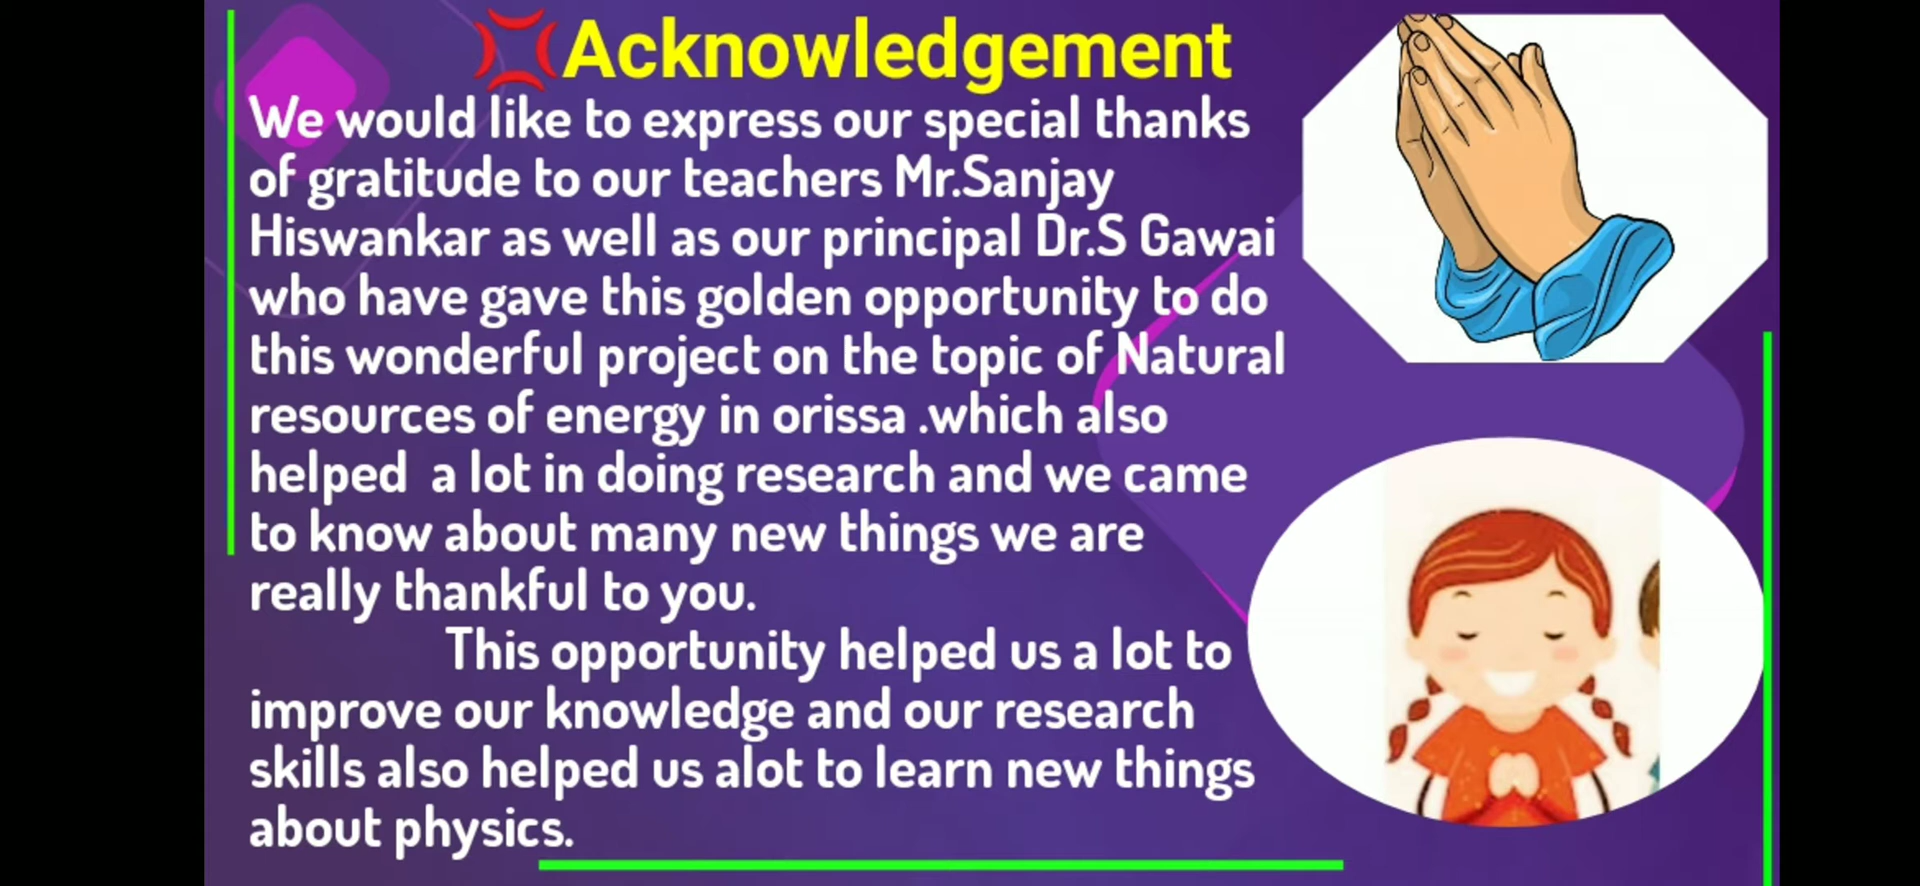 💢Acknowledgement
We would like to express our special thanks
of gratitude to our teachers Mr.Sanjay
Hiswankar as well as our principal Dr.S Gawai
who have gave this golden opportunity to do
this wonderful project on the topic of Natural
resources of energy in orissa .which also
helped  a lot in doing research and we came
to know about many new things we are
really thankful to you.
This opportunity helped us a lot to
improve our knowledge and our research
skills also helped us alot to learn new things
about physics.